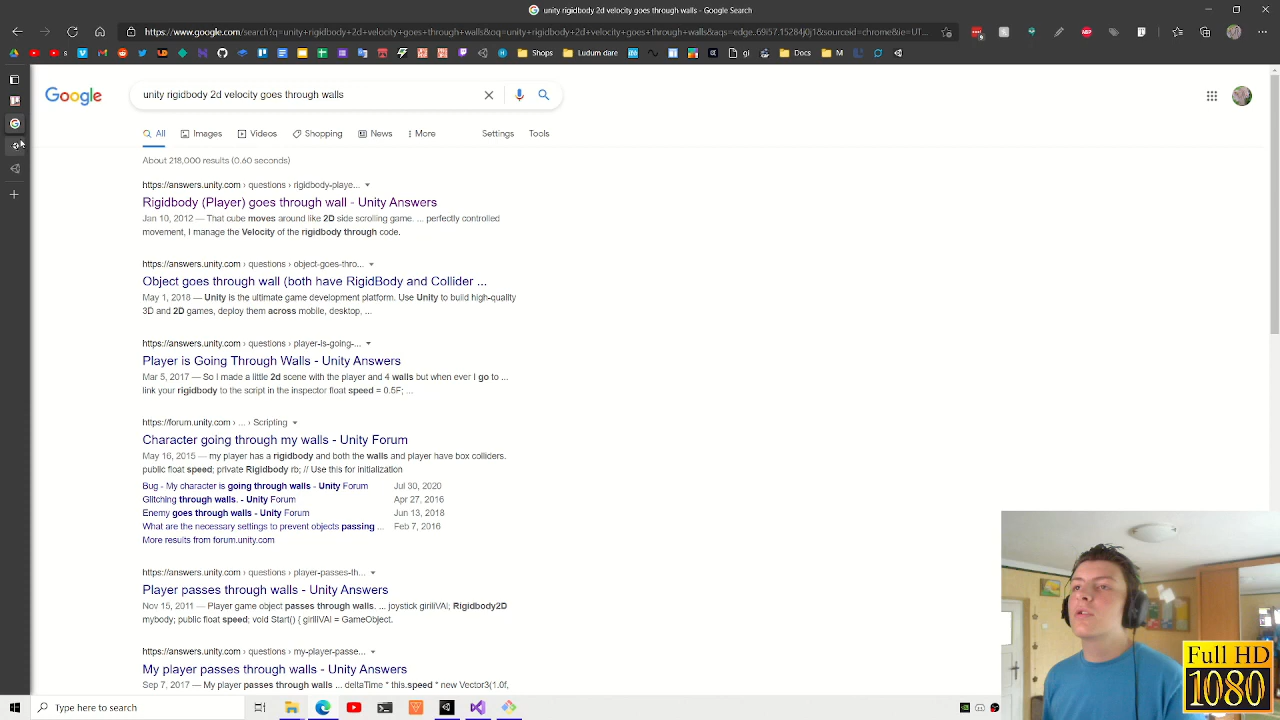 unity rigidbody 2d velocity goes through walls - Google Search
https://www.google.com/search?q=unity+rigidbody+2d+velocity+goes+through+walls&rlz=
s
Shops
Ludum dare
Docs
M
Google
unity rigidbody 2d velocity goes through walls
All
Images
Videos
Shopping
News
More
Settings
Tools
About 218,000 results (0.60 seconds)
https://answers.unity.com › questions › rigidbody-playe...
Rigidbody (Player) goes through wall - Unity Answers
Jan 10, 2012 — That cube moves around like 2D side scrolling game. ... perfectly controlled
movement, I manage the Velocity of the rigidbody through code.
https://answers.unity.com › questions › object-goes-thro...
Object goes through wall (both have RigidBody and Collider ...
May 1, 2018 — Unity is the ultimate game development platform. Use Unity to build high-quality
3D and 2D games, deploy them across mobile, desktop, ...
https://answers.unity.com › questions › player-is-going-...
Player is Going Through Walls - Unity Answers
Mar 5, 2017 — So I made a little 2d scene with the player and 4 walls but when ever I go to ...
link your rigidbody to the script in the inspector float speed = 0.5F; ...
https://forum.unity.com › ... › Scripting
Character going through my walls - Unity Forum
May 16, 2015 — my player has a rigidbody and both the walls and player have box colliders.
public float speed; private Rigidbody rb; // Use this for initialization
Bug - My character is going through walls - Unity Forum Jul 30, 2020
Glitching through walls. - Unity Forum Apr 27, 2016
Enemy goes through walls - Unity Forum Jun 13, 2018
What are the necessary settings to prevent objects passing ... Feb 7, 2016
More results from forum.unity.com
https://answers.unity.com › questions › player-passes-th...
Player passes through walls - Unity Answers
Nov 15, 2011 — Player game object passes through walls. ... joystick giriliVAl; Rigidbody2D
mybody; public float speed; void Start() { giriliVAl = GameObject.
https://answers.unity.com › questions › my-player-passe...
My player passes through walls - Unity Answers
Sep 7, 2017 — My player passes through walls ... deltaTime * this.speed * new Vector3(1.0f,
Full HD
1080
Type here to search